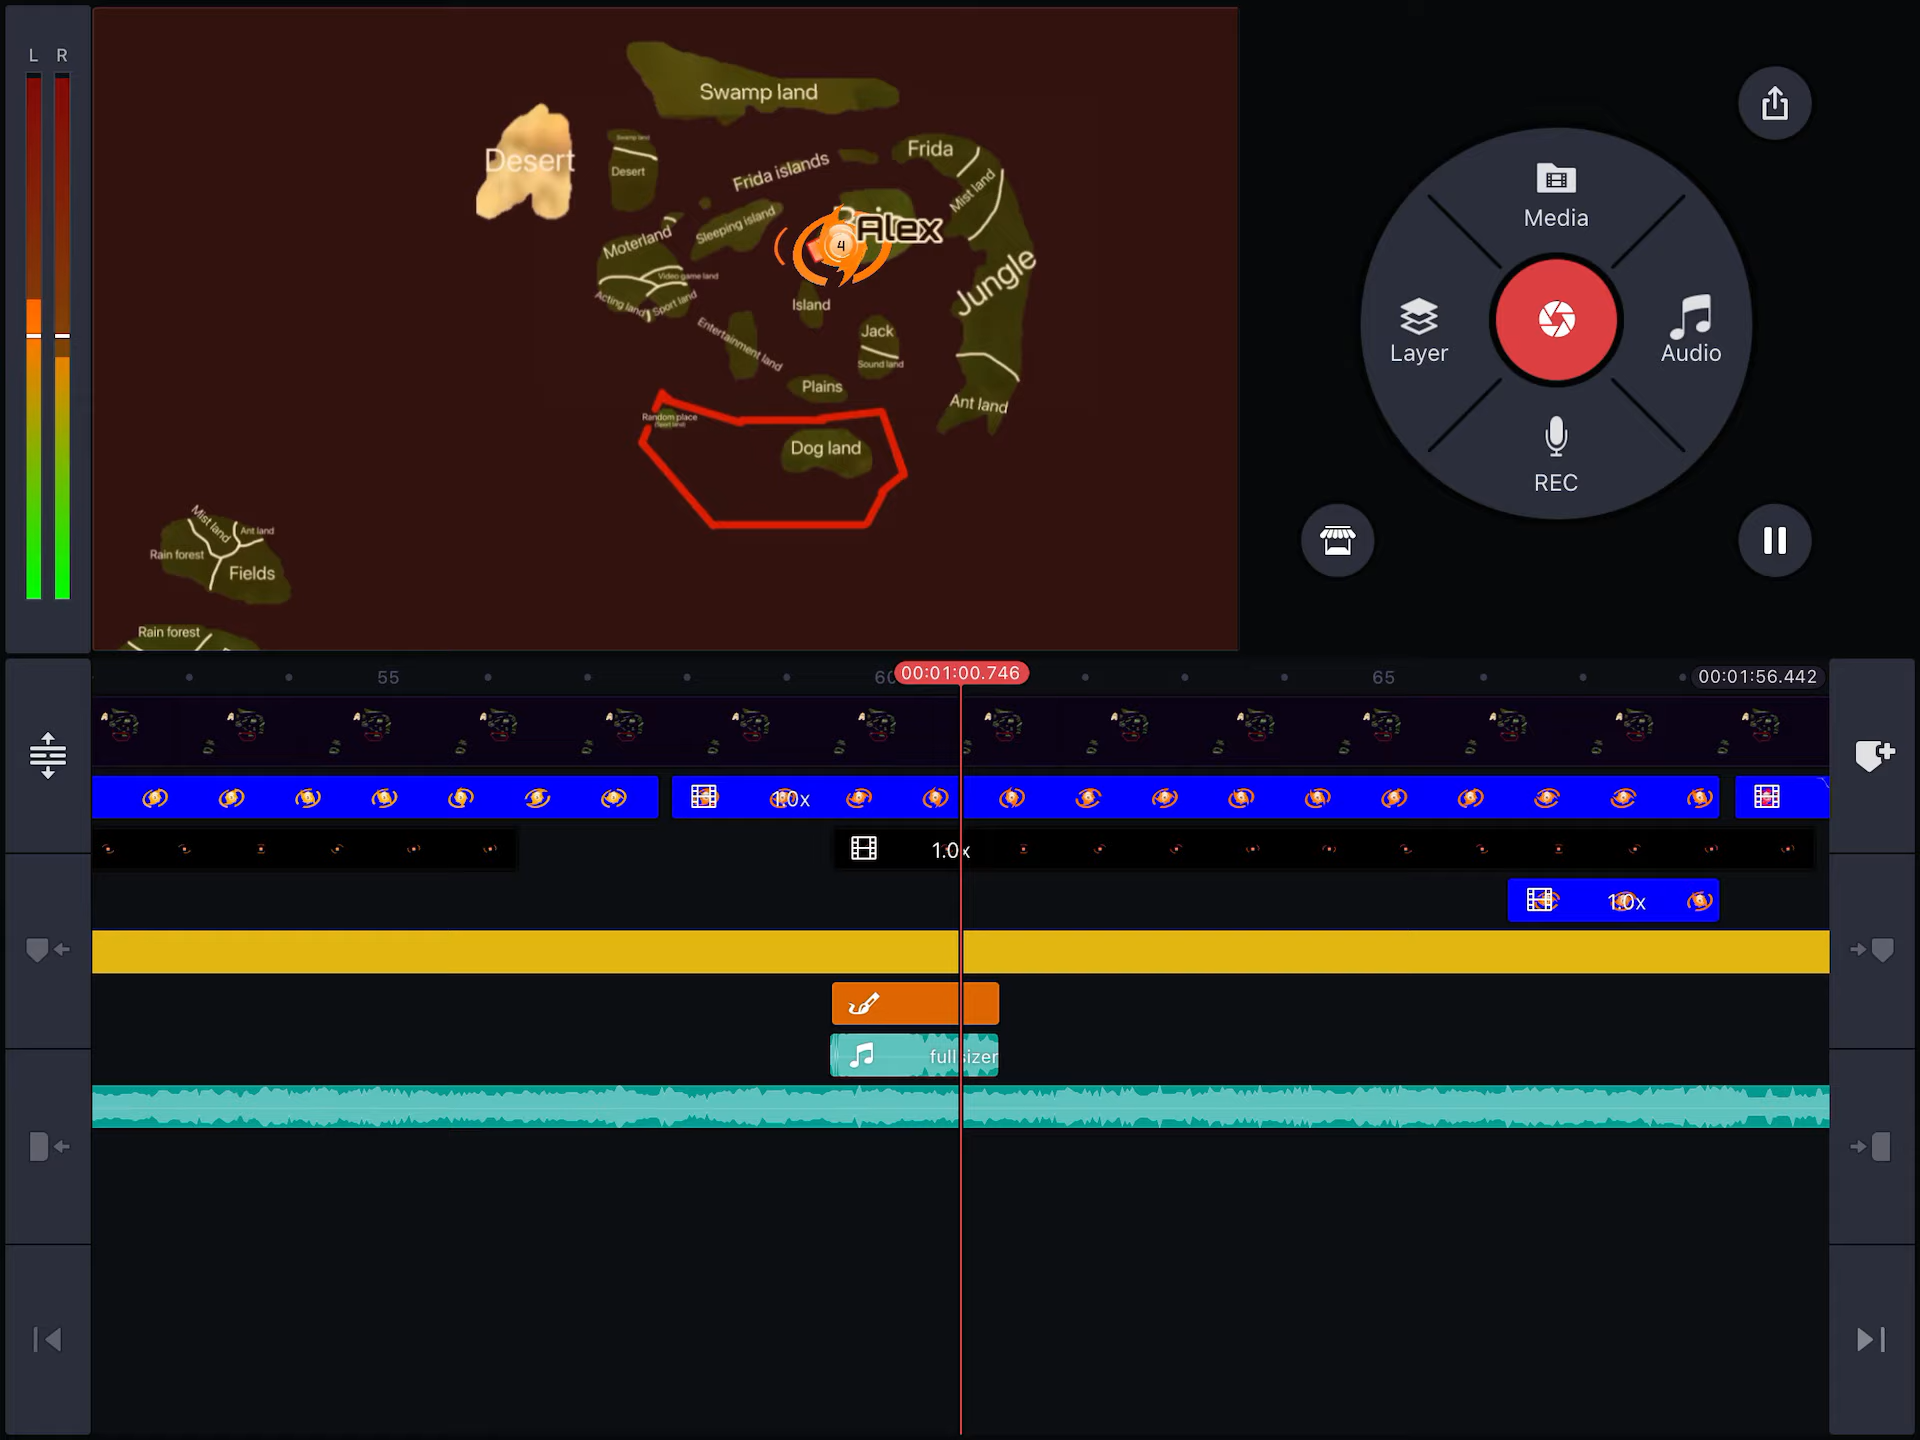 L R
Swamp land
Desert
Swamp land
Desert
Frida islands
Frida
Mist land
Sleeping island
Moterland
Alex
4
Video game land
Acting land
Sport land
Island
Jungle
Entertainment land
Jack
Sound land
Plains
Ant land
Random place
Dog land
Mist land
Ant land
Rain forest
Fields
Rain forest
Media
Layer
Audio
REC
55
60
00:01:00.746
65
00:01:56.442
1.0x
1.0x
1.0x
full sizer